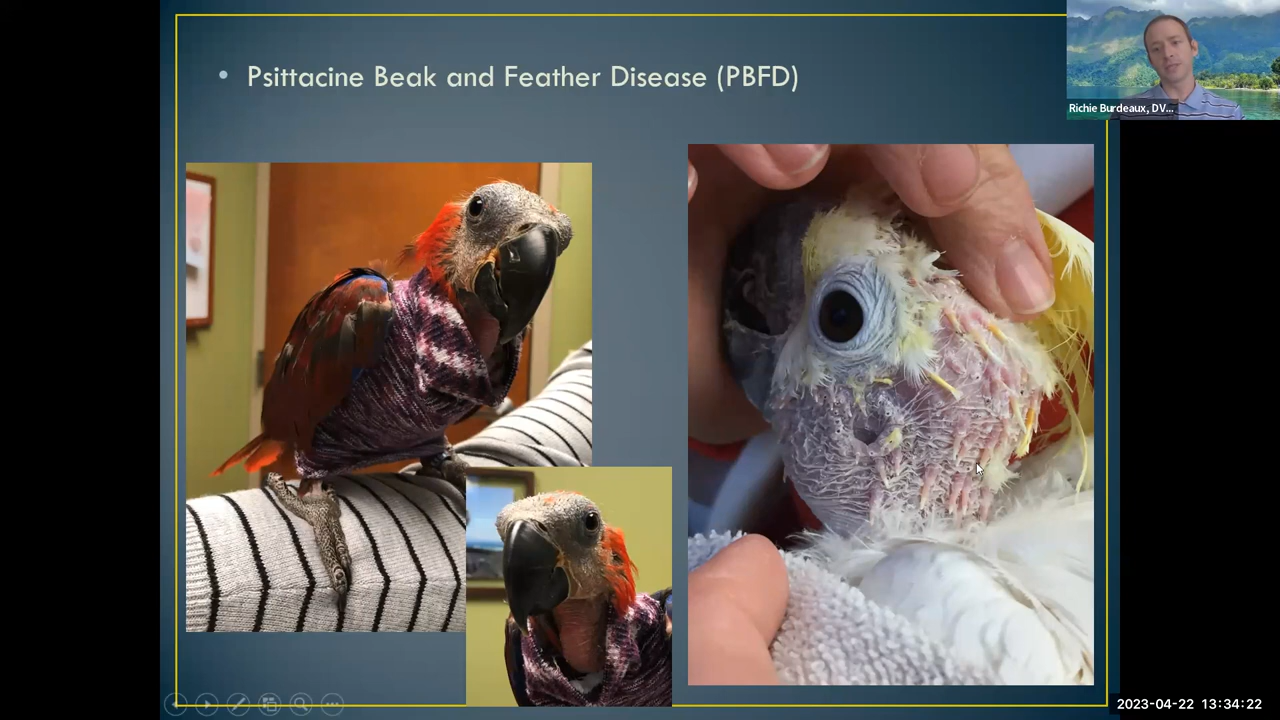 Psittacine Beak and Feather Disease (PBFD)
Richie Burdeaux, DV...
2023-04-22 13:34:22